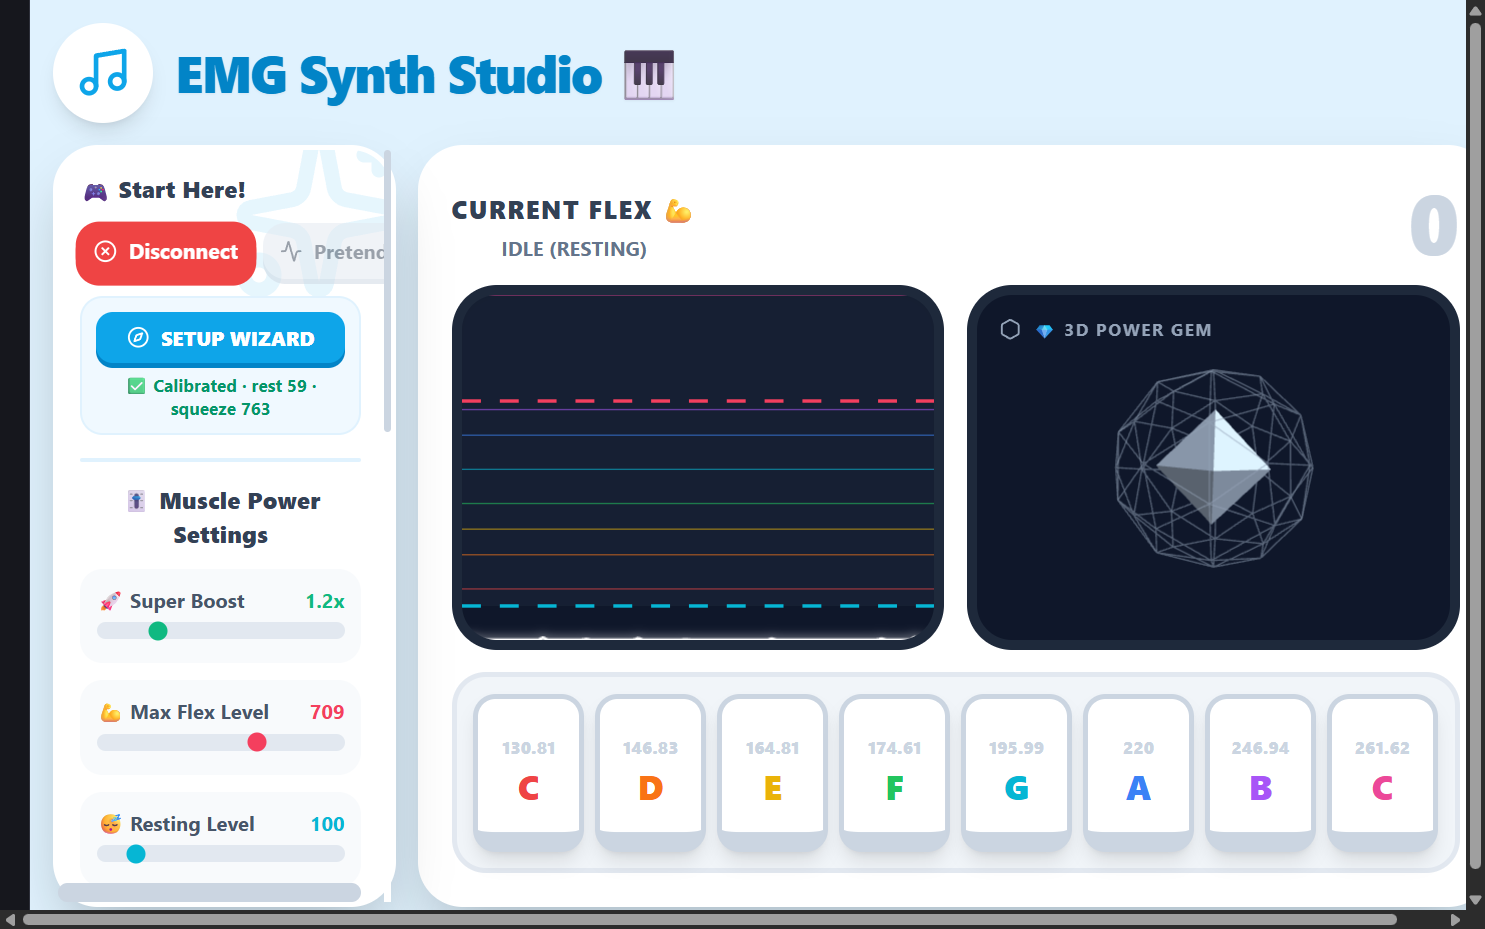 EMG Synth Studio 🎹
🎮 Start Here!
Disconnect
Pretend
SETUP WIZARD
✅ Calibrated · rest 59 ·
squeeze 763
Muscle Power
Settings
🚀 Super Boost 1.2x
💪 Max Flex Level 709
😴 Resting Level 100
CURRENT FLEX 💪
0
IDLE (RESTING)
💎 3D POWER GEM
130.81 146.83 164.81 174.61 195.99 220 246.94 261.62
C D E F G A B C